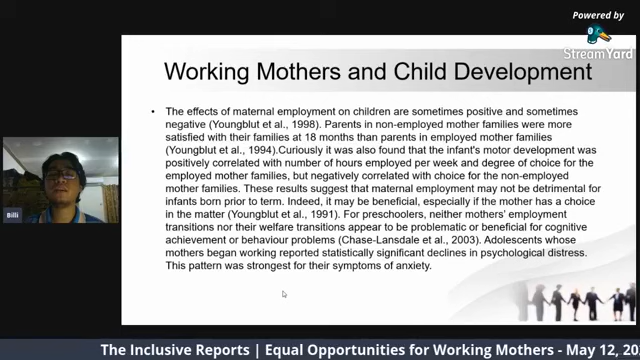 Powered by
StreamYard
Working Mothers and Child Development
• The effects of maternal employment on children are sometimes positive and sometimes
negative (Youngblut et al., 1998). Parents in non-employed mother families were more
satisfied with their families at 18 months than parents in employed mother families
(Youngblut et al., 1994).Curiously it was also found that the infant's motor development was
positively correlated with number of hours employed per week and degree of choice for the
employed mother families, but negatively correlated with choice for the non-employed
mother families. These results suggest that maternal employment may not be detrimental for
infants born prior to term. Indeed, it may be beneficial, especially if the mother has a choice
in the matter (Youngblut et al., 1991). For preschoolers, neither mothers' employment
transitions nor their welfare transitions appear to be problematic or beneficial for cognitive
achievement or behaviour problems (Chase-Lansdale et al., 2003). Adolescents whose
mothers began working reported statistically significant declines in psychological distress.
This pattern was strongest for their symptoms of anxiety.
Billi
The Inclusive Reports | Equal Opportunities for Working Mothers - May 12, 20